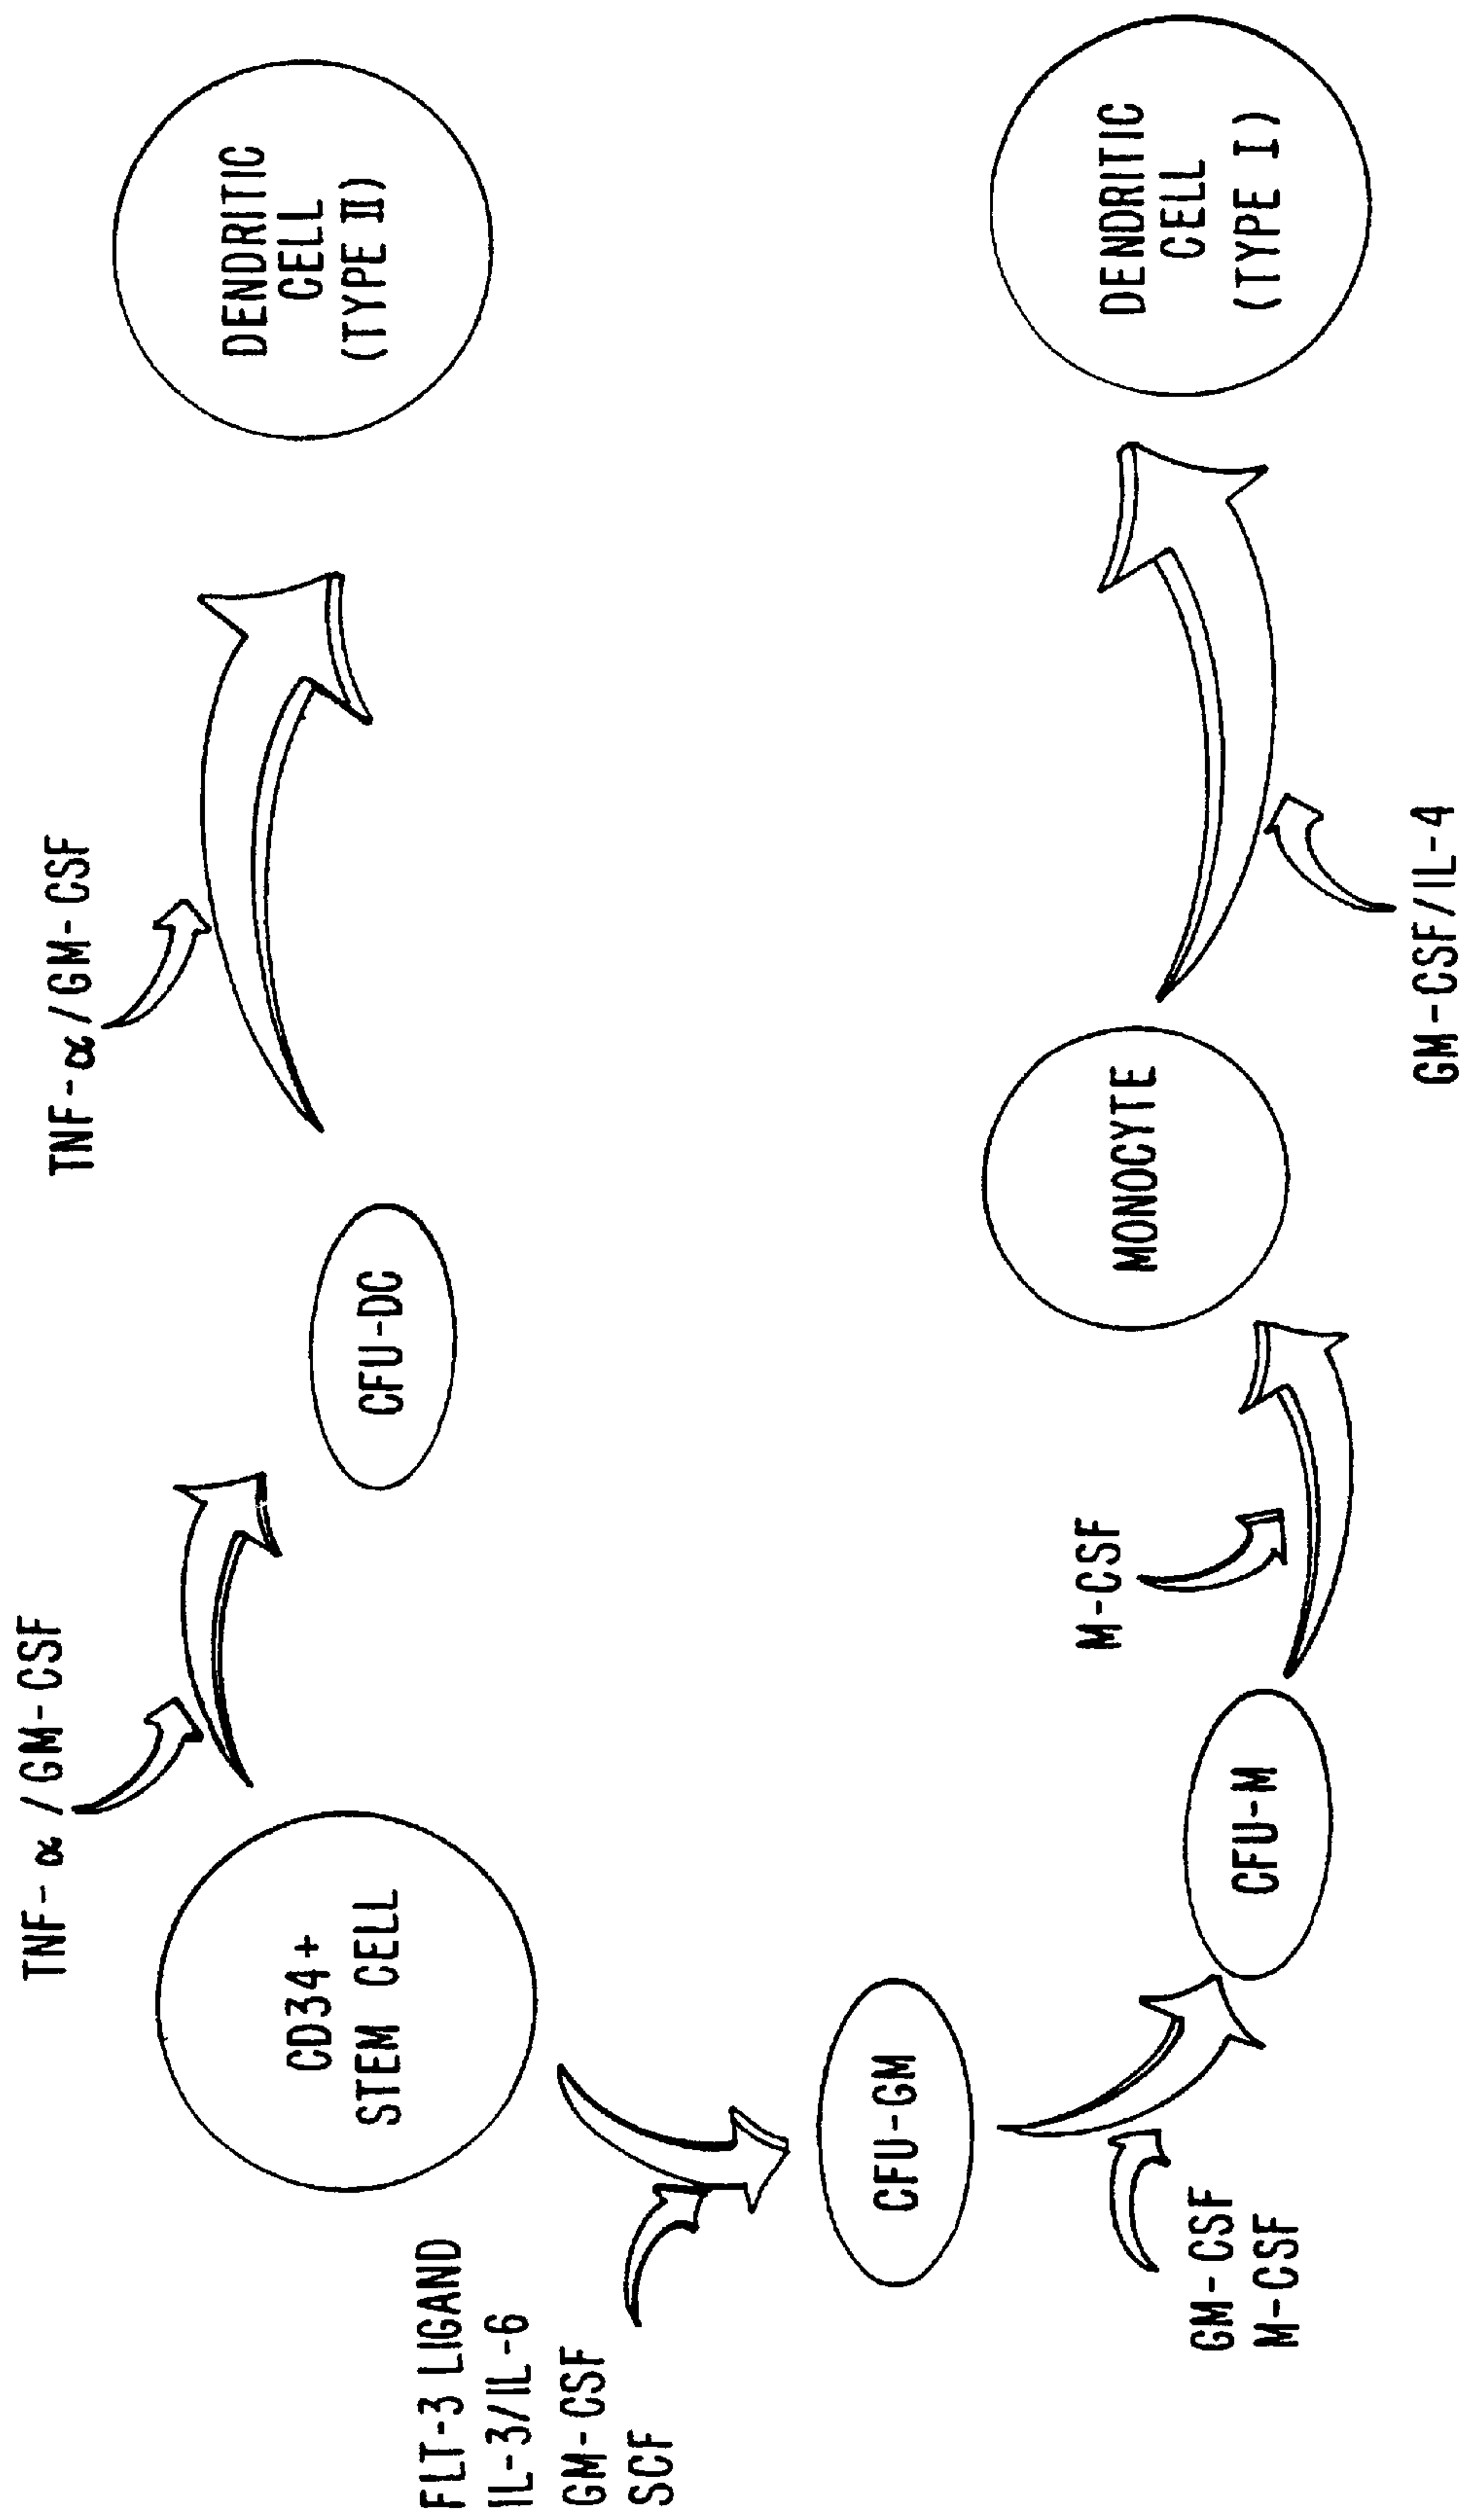 TNF-α/GM-CSF
TNF-α/GM-CSF
CD34+
STEM CELL
CFU-DC
DENDRITIC
CELL
(TYPE II)
FLT-3 LIGAND
IL-3/IL-6
GM-CSF
SCF
CFU-GM
GM-CSF
M-CSF
CFU-M
M-CSF
MONOCYTE
GM-CSF/IL-4
DENDRITIC
CELL
(TYPE I)